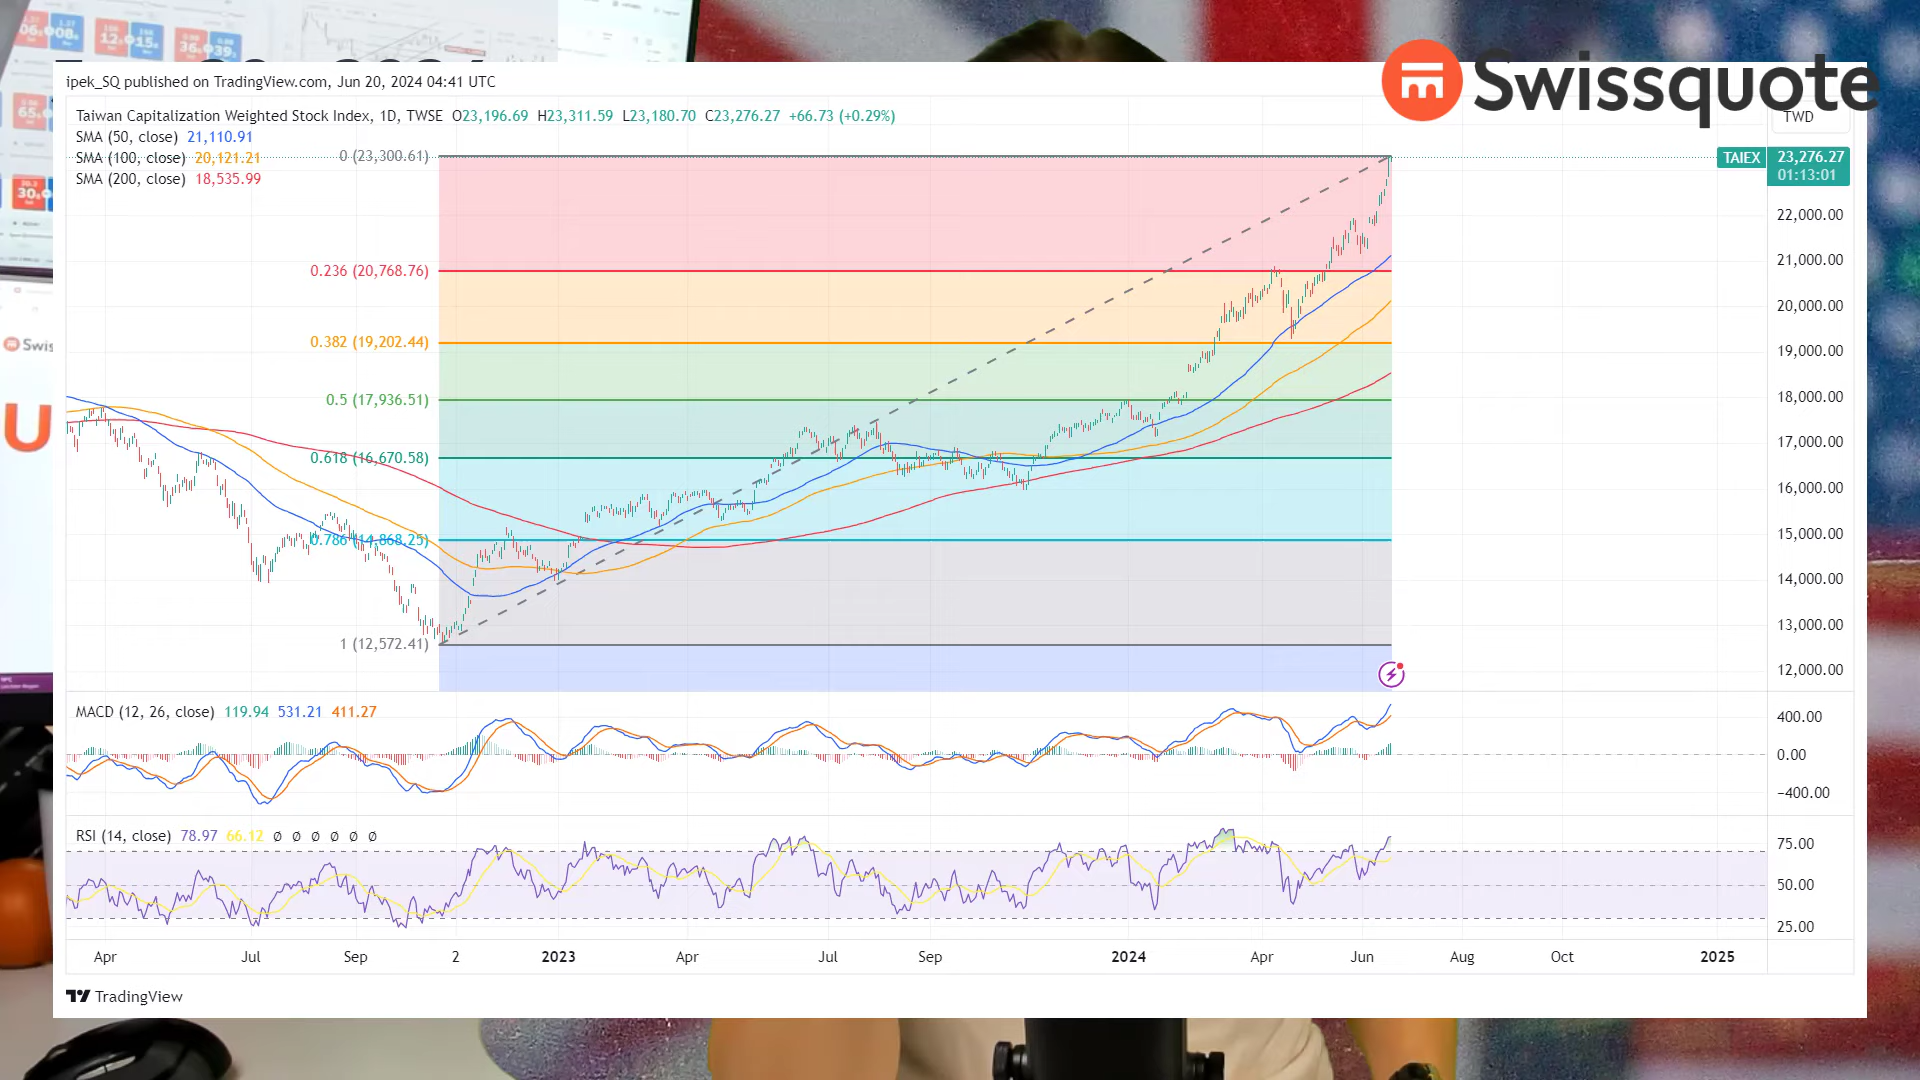 Swissquote
ipek_SQ published on TradingView.com, Jun 20, 2024 04:41 UTC
Taiwan Capitalization Weighted Stock Index, 1D, TWSE O23,196.69 H23,311.59 L23,180.70 C23,276.27 +66.73 (+0.29%)
TWD
SMA (50, close) 21,110.91
SMA (100, close) 20,121.21
SMA (200, close) 18,535.99
0 (23,300.61)
0.236 (20,768.76)
0.382 (19,202.44)
0.5 (17,936.51)
0.618 (16,670.58)
0.786 (14,868.25)
1 (12,572.41)
TAIEX 23,276.27
01:13:01
22,000.00
21,000.00
20,000.00
19,000.00
18,000.00
17,000.00
16,000.00
15,000.00
14,000.00
13,000.00
12,000.00
MACD (12, 26, close) 119.94 531.21 411.27
400.00
0.00
−400.00
RSI (14, close) 78.97 66.12 ∅ ∅ ∅ ∅ ∅ ∅
75.00
50.00
25.00
Apr Jul Sep 2 2023 Apr Jul Sep 2024 Apr Jun Aug Oct 2025
TradingView